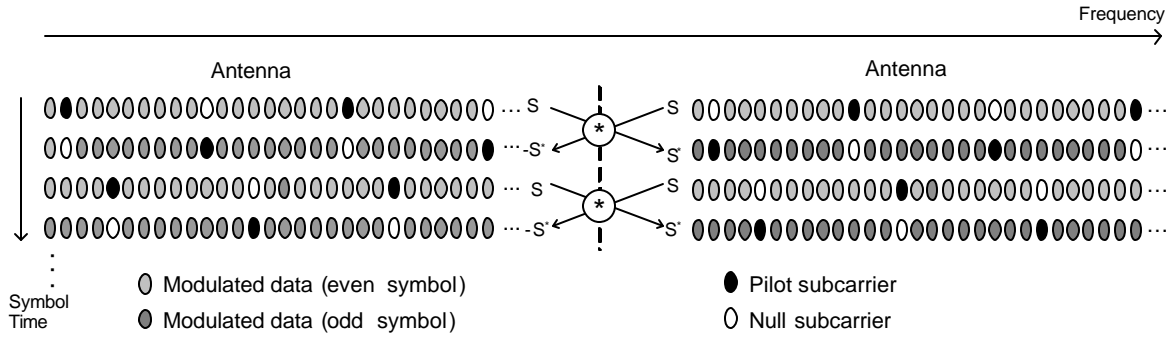 Frequency
Antenna
Antenna
... S * S ...
... -S* S* ...
... S * S ...
... -S* S* ...
Symbol
Time
Modulated data (even symbol)
Modulated data (odd symbol)
Pilot subcarrier
Null subcarrier